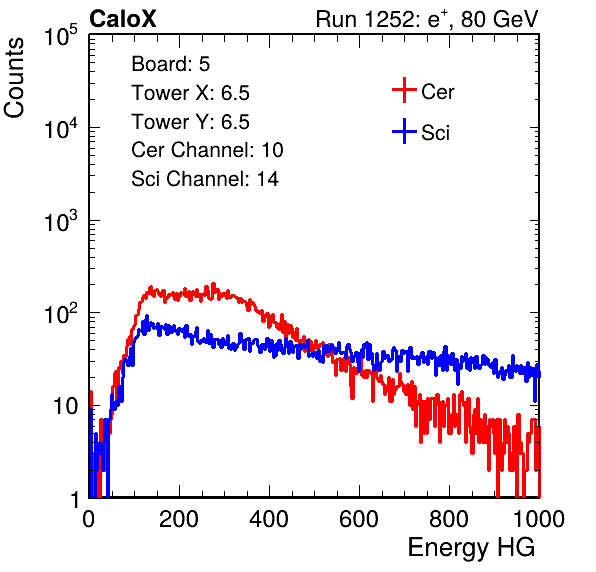 CaloX Run 1252: e⁺, 80 GeV
Board: 5
Tower X: 6.5
Tower Y: 6.5
Cer Channel: 10
Sci Channel: 14
Cer
Sci
Counts
10⁵
10⁴
10³
10²
10
1
0 200 400 600 800 1000
Energy HG